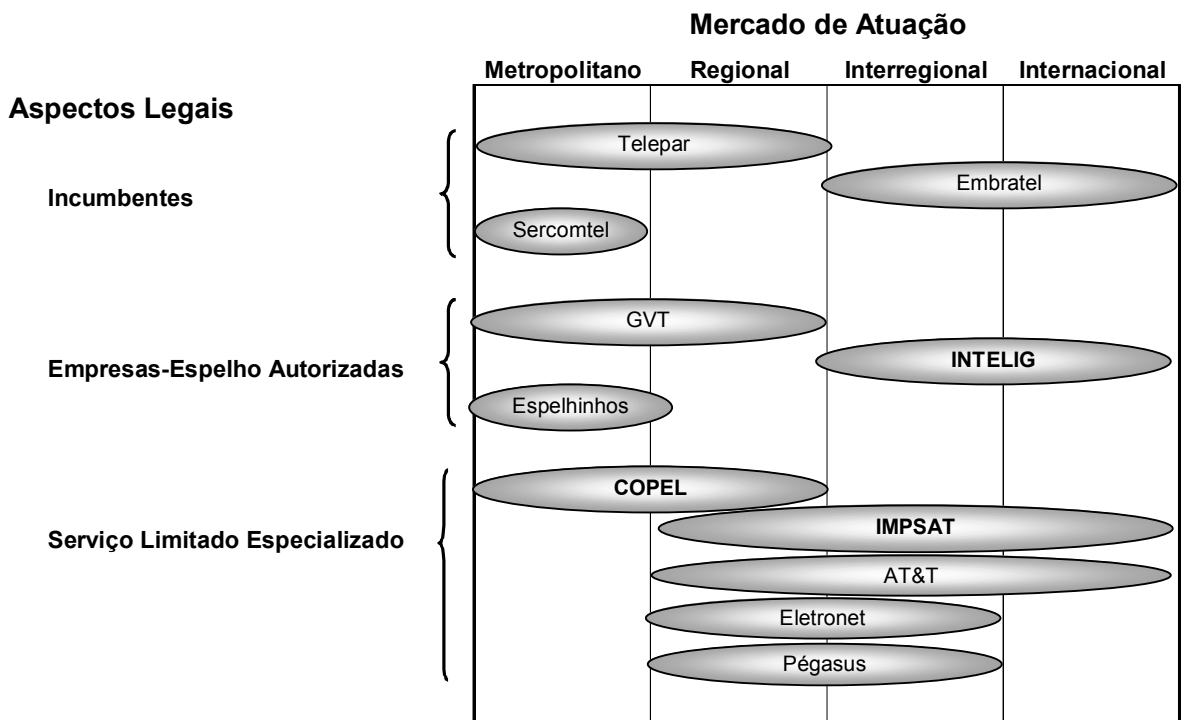 Mercado de Atuação
Metropolitano Regional Interregional Internacional
Aspectos Legais
Telepar
Embratel
Incumbentes
Sercomtel
GVT
INTELIG
Empresas-Espelho Autorizadas
Espelhinhos
COPEL
IMPSAT
Serviço Limitado Especializado
AT&T
Eletronet
Pégasus